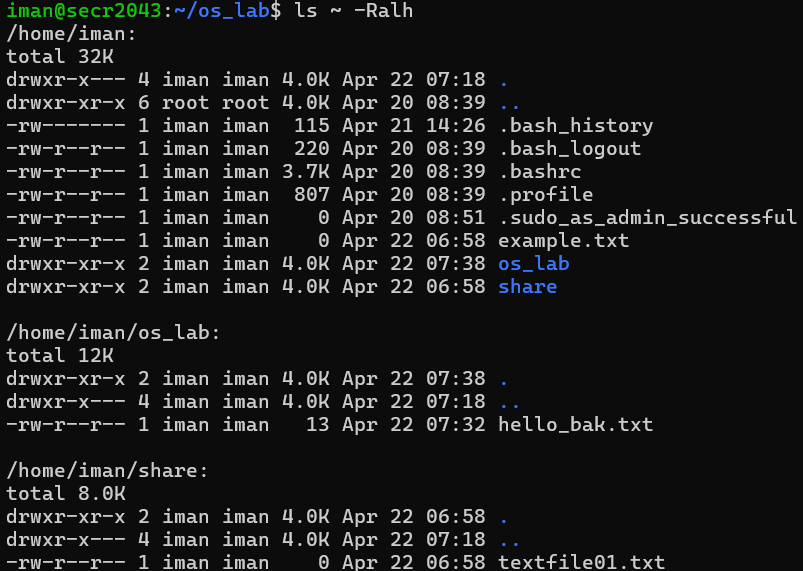 iman@secr2043:~/os_lab$ ls ~ -Ralh
/home/iman:
total 32K
drwxr-x--- 4 iman iman 4.0K Apr 22 07:18 .
drwxr-xr-x 6 root root 4.0K Apr 20 08:39 ..
-rw------- 1 iman iman  115 Apr 21 14:26 .bash_history
-rw-r--r-- 1 iman iman  220 Apr 20 08:39 .bash_logout
-rw-r--r-- 1 iman iman 3.7K Apr 20 08:39 .bashrc
-rw-r--r-- 1 iman iman  807 Apr 20 08:39 .profile
-rw-r--r-- 1 iman iman    0 Apr 20 08:51 .sudo_as_admin_successful
-rw-r--r-- 1 iman iman    0 Apr 22 06:58 example.txt
drwxr-xr-x 2 iman iman 4.0K Apr 22 07:38 os_lab
drwxr-xr-x 2 iman iman 4.0K Apr 22 06:58 share

/home/iman/os_lab:
total 12K
drwxr-xr-x 2 iman iman 4.0K Apr 22 07:38 .
drwxr-x--- 4 iman iman 4.0K Apr 22 07:18 ..
-rw-r--r-- 1 iman iman   13 Apr 22 07:32 hello_bak.txt

/home/iman/share:
total 8.0K
drwxr-xr-x 2 iman iman 4.0K Apr 22 06:58 .
drwxr-x--- 4 iman iman 4.0K Apr 22 07:18 ..
-rw-r--r-- 1 iman iman    0 Apr 22 06:58 textfile01.txt